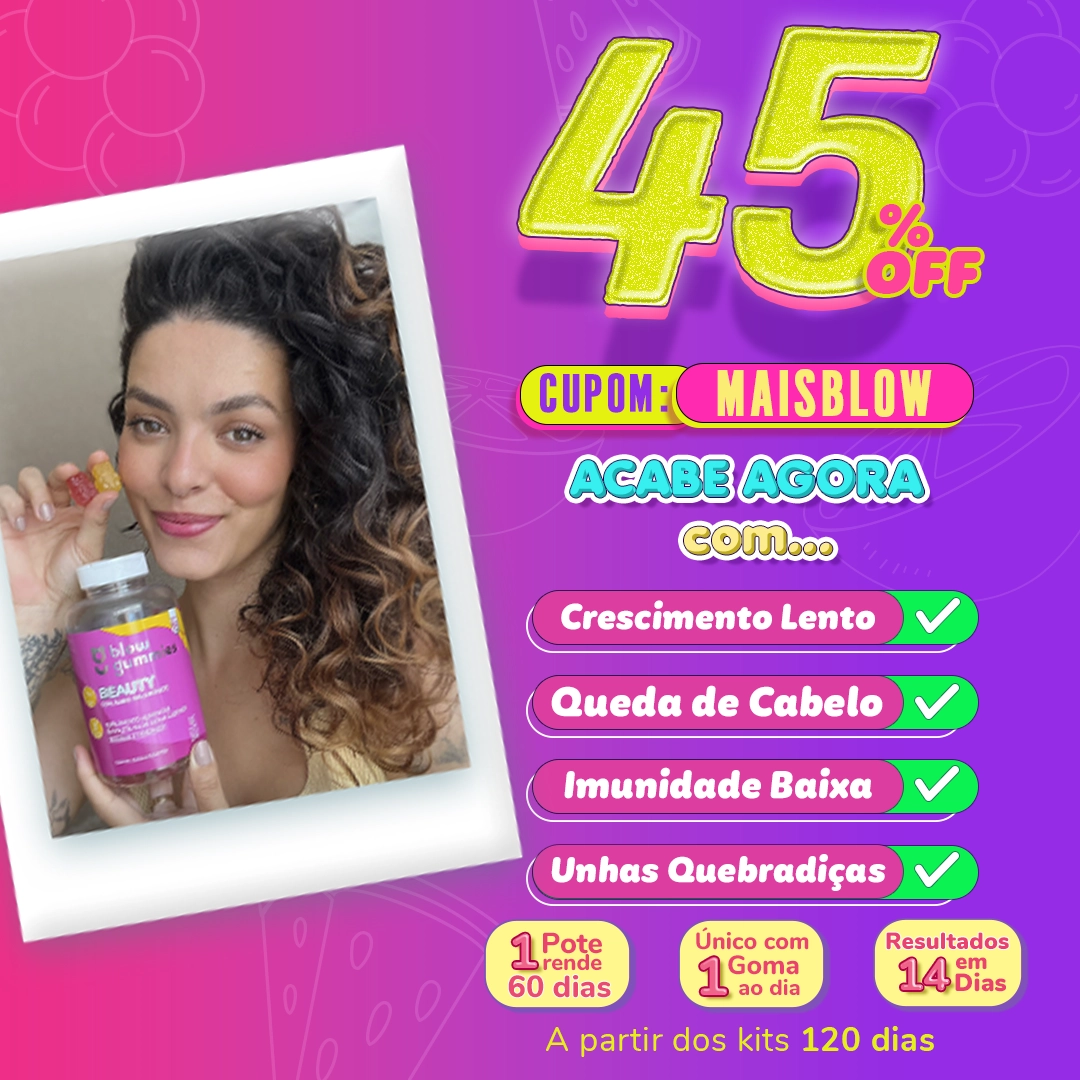 45
%
OFF
CUPOM:
MAISBLOW
ACABE AGORA
com...
Crescimento Lento
Queda de Cabelo
Imunidade Baixa
Unhas Quebradiças
1 Pote
rende
60 dias
Único com
1 Goma
ao dia
Resultados
14 em
Dias
A partir dos kits 120 dias
blow
gummies
BEAUTY